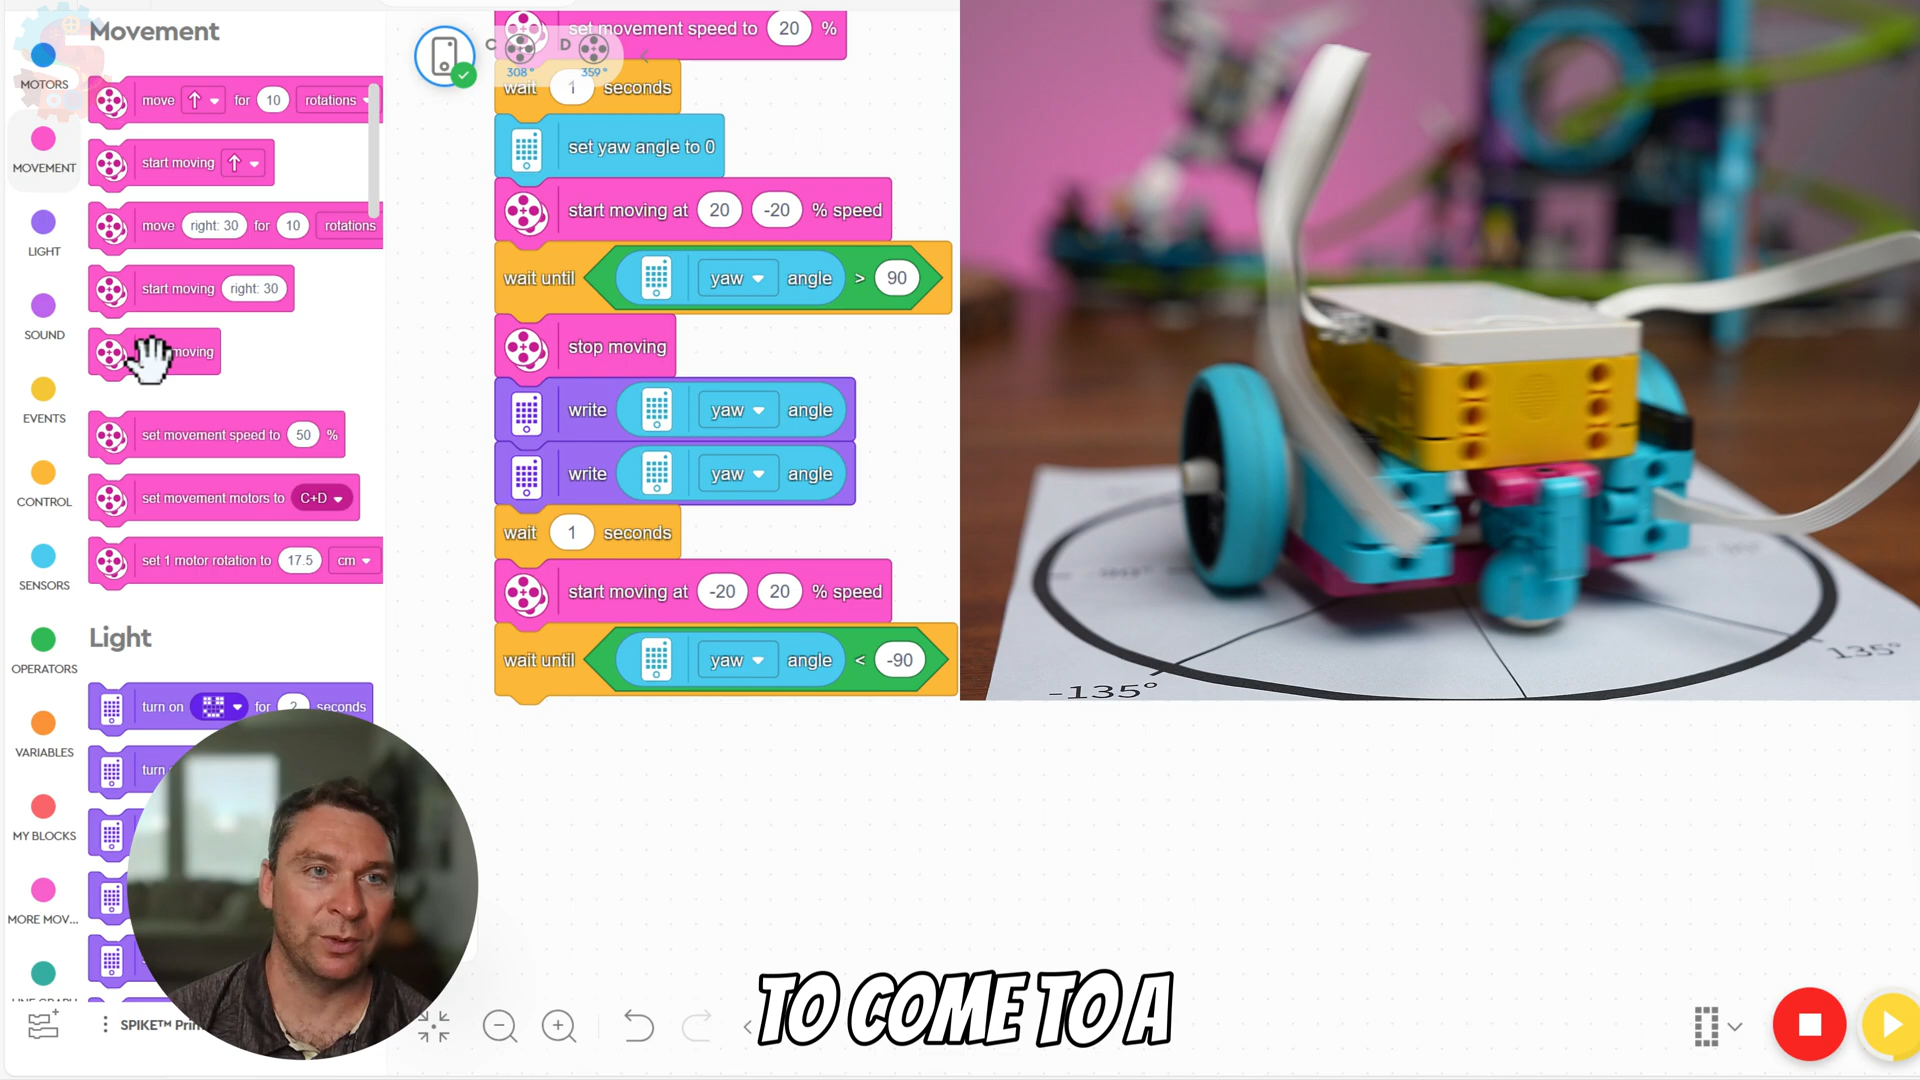 Movement
MOTORS
MOVEMENT
LIGHT
SOUND
EVENTS
CONTROL
SENSORS
OPERATORS
VARIABLES
MY BLOCKS
MORE MOV...
move for 10 rotations
start moving
move right: 30 for 10 rotations
start moving right: 30
moving
set movement speed to 50 %
set movement motors to C+D
set 1 motor rotation to 17.5 cm
Light
turn on for 2 seconds
turn
SPIKE™ Prim
C 308°
D 359°
set movement speed to 20 %
wait 1 seconds
set yaw angle to 0
start moving at 20 -20 % speed
wait until yaw angle > 90
stop moving
write yaw angle
write yaw angle
wait 1 seconds
start moving at -20 20 % speed
wait until yaw angle < -90
-135°
135°
TO COME TO A